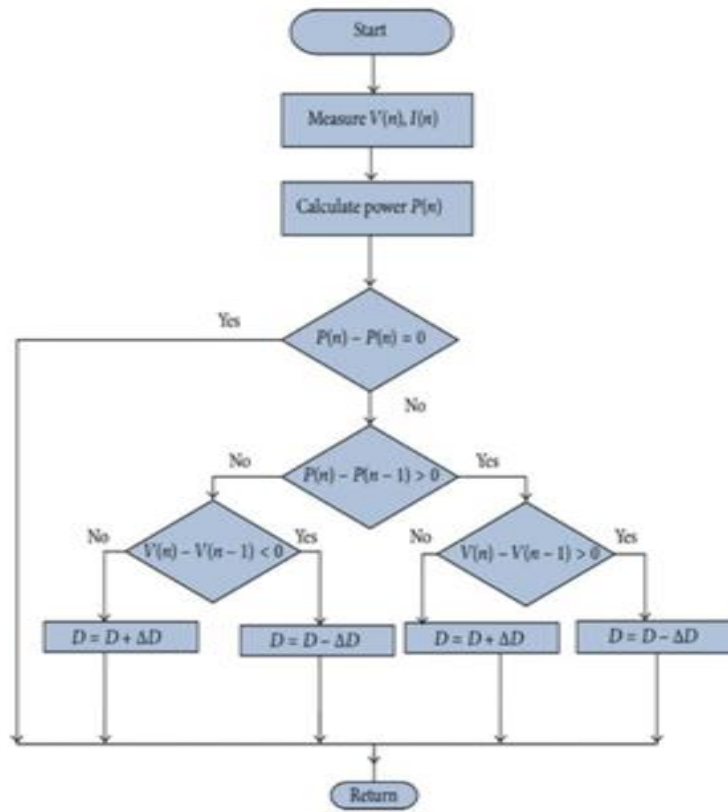 Start
Measure V(n), I(n)
Calculate power P(n)
Yes
P(n) − P(n) = 0
No
No
P(n) − P(n − 1) > 0
Yes
No
V(n) − V(n − 1) < 0
Yes
No
V(n) − V(n − 1) > 0
Yes
D = D + ΔD
D = D − ΔD
D = D + ΔD
D = D − ΔD
Return